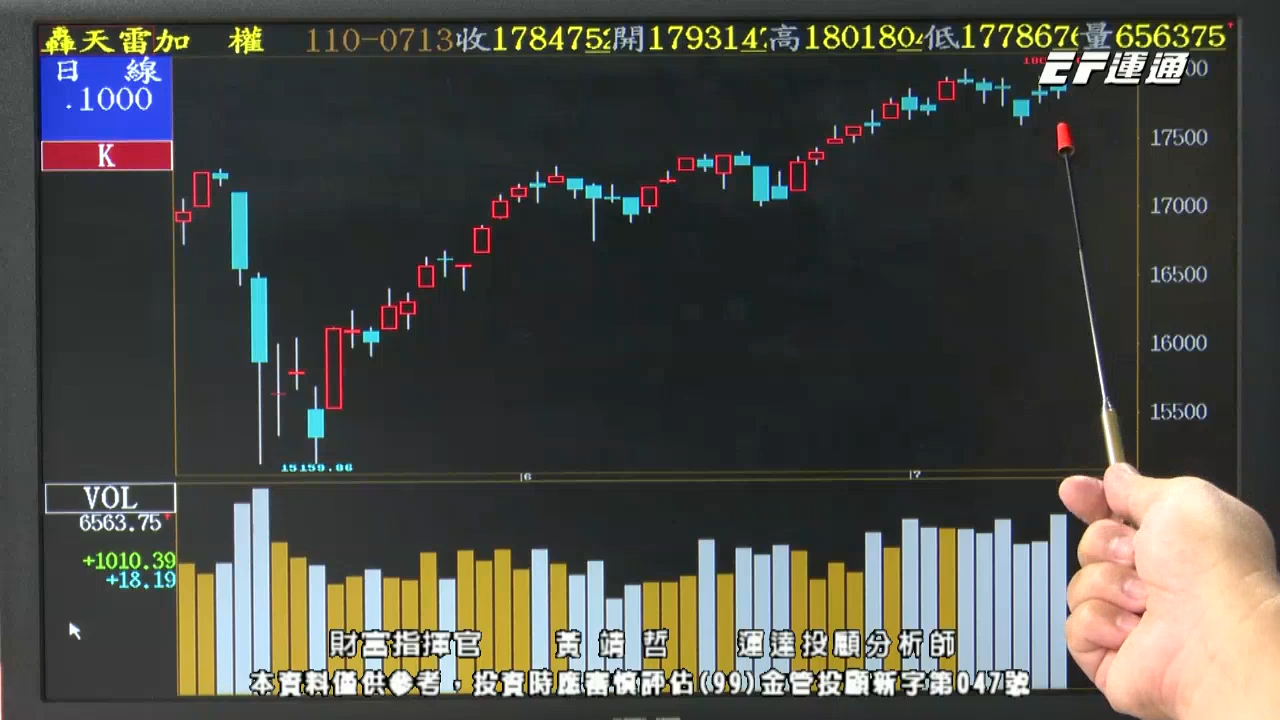 轟天雷加 權 110-0713收1784752開1793147高1801804低1778676量656375
日 線
.1000
K
EF運通
17500
17000
16500
16000
15500
15159.86
6
7
VOL
6563.75
+1010.39
+18.19
財富指揮官 黃靖哲 運達投顧分析師
本資料僅供參考，投資時應審慎評估(99)金管投顧新字第047號